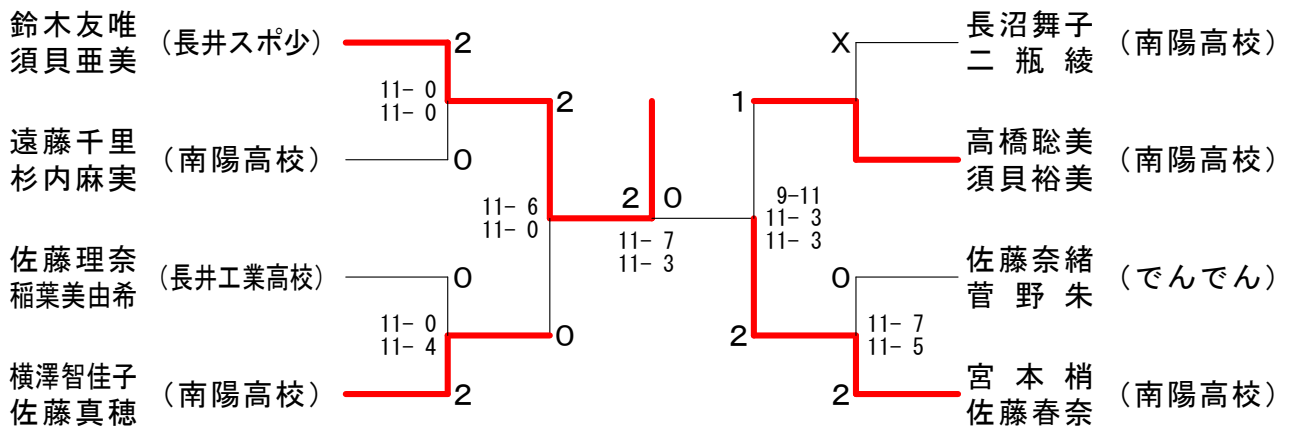 鈴木友唯
須貝亜美
(長井スポ少)
2
11- 0
11- 0
遠藤千里
杉内麻実
(南陽高校)
0
2
11- 6
11- 0
佐藤理奈
稲葉美由希
(長井工業高校)
0
11- 0
11- 4
横澤智佳子
佐藤真穂
(南陽高校)
2
0
2 0
11- 7
11- 3
長沼舞子
二瓶綾
(南陽高校)
X
1
高橋聡美
須貝裕美
(南陽高校)
9-11
11- 3
11- 3
佐藤奈緒
菅野朱
(でんでん)
0
11- 7
11- 5
2
宮本梢
佐藤春奈
(南陽高校)
2